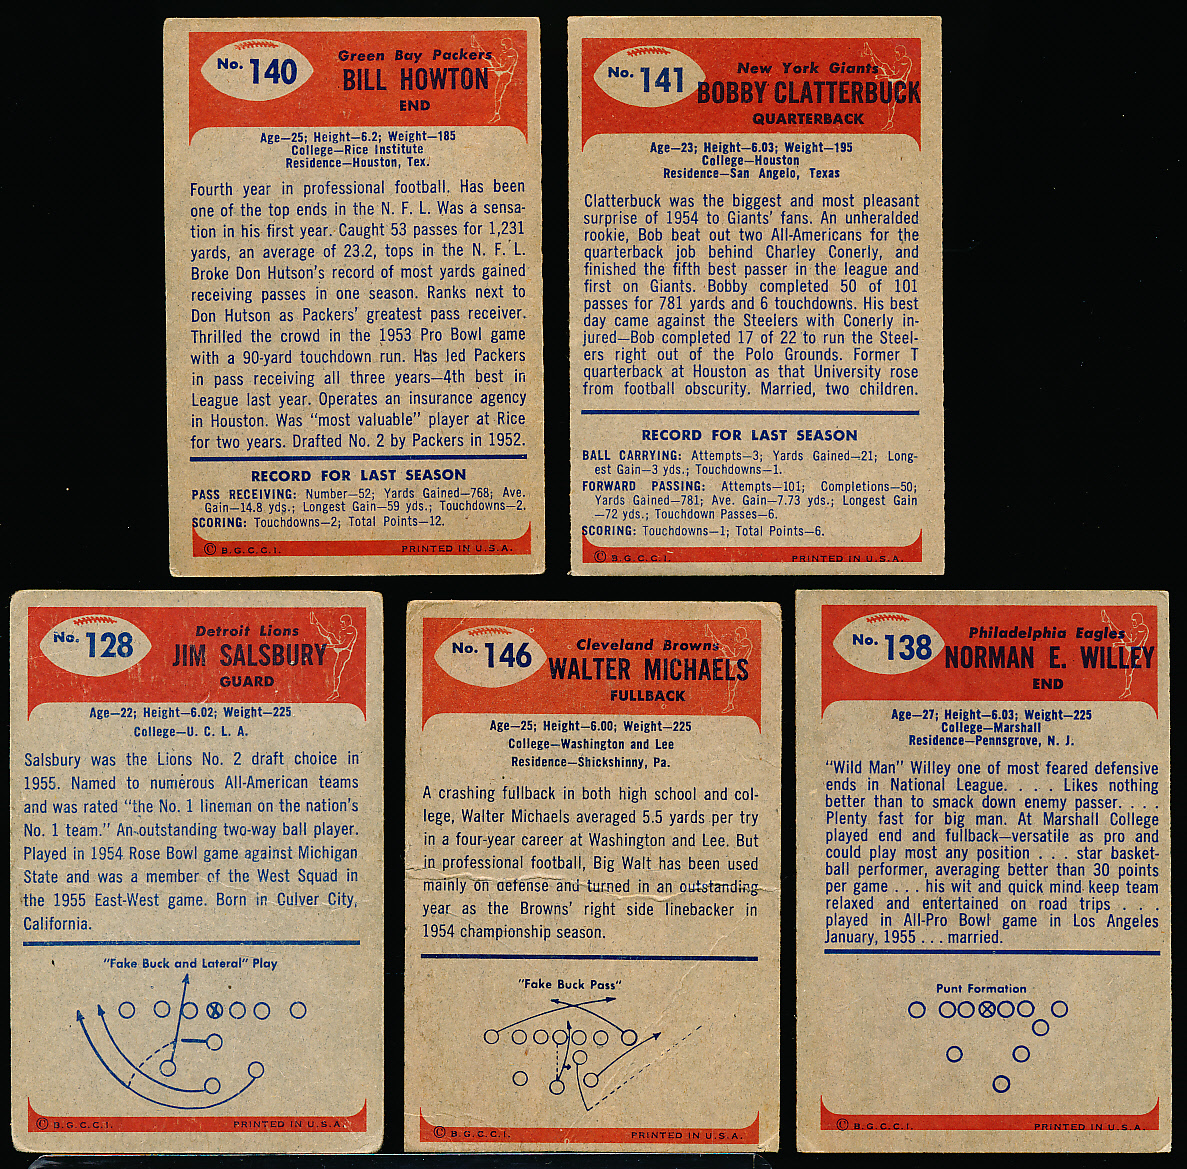 No. 140
Green Bay Packers
BILL HOWTON
END
Age—25; Height—6.2; Weight—185
College—Rice Institute
Residence—Houston, Tex.
Fourth year in professional football. Has been
one of the top ends in the N. F. L. Was a sensa-
tion in his first year. Caught 53 passes for 1,231
yards, an average of 23.2, tops in the N. F. L.
Broke Don Hutson's record of most yards gained
receiving passes in one season. Ranks next to
Don Hutson as Packers' greatest pass receiver.
Thrilled the crowd in the 1953 Pro Bowl game
with a 90-yard touchdown run. Has led Packers
in pass receiving all three years—4th best in
League last year. Operates an insurance agency
in Houston. Was "most valuable" player at Rice
for two years. Drafted No. 2 by Packers in 1952.
RECORD FOR LAST SEASON
PASS RECEIVING: Number—52; Yards Gained—768; Ave.
Gain—14.8 yds.; Longest Gain—59 yds.; Touchdowns—2.
SCORING: Touchdowns—2; Total Points—12.
© B.G.C.C.I. PRINTED IN U.S.A.
No. 141
New York Giants
BOBBY CLATTERBUCK
QUARTERBACK
Age—23; Height—6.03; Weight—195
College—Houston
Residence—San Angelo, Texas
Clatterbuck was the biggest and most pleasant
surprise of 1954 to Giants' fans. An unheralded
rookie, Bob beat out two All-Americans for the
quarterback job behind Charley Conerly, and
finished the fifth best passer in the league and
first on Giants. Bobby completed 50 of 101
passes for 781 yards and 6 touchdowns. His best
day came against the Steelers with Conerly in-
jured—Bob completed 17 of 22 to run the Steel-
ers right out of the Polo Grounds. Former T
quarterback at Houston as that University rose
from football obscurity. Married, two children.
RECORD FOR LAST SEASON
BALL CARRYING: Attempts—3; Yards Gained—21; Long-
est Gain—3 yds.; Touchdowns—1.
FORWARD PASSING: Attempts—101; Completions—50;
Yards Gained—781; Ave. Gain—7.73 yds.; Longest Gain
—72 yds.; Touchdown Passes—6.
SCORING: Touchdowns—1; Total Points—6.
© B.G.C.C.I. PRINTED IN U.S.A.
No. 128
Detroit Lions
JIM SALSBURY
GUARD
Age—22; Height—6.02; Weight—225
College—U. C. L. A.
Salsbury was the Lions No. 2 draft choice in
1955. Named to numerous All-American teams
and was rated "the No. 1 lineman on the nation's
No. 1 team." An outstanding two-way ball player.
Played in 1954 Rose Bowl game against Michigan
State and was a member of the West Squad in
the 1955 East-West game. Born in Culver City,
California.
"Fake Buck and Lateral" Play
© B.G.C.C.I. PRINTED IN U.S.A.
No. 146
Cleveland Browns
WALTER MICHAELS
FULLBACK
Age—25; Height—6.00; Weight—225
College—Washington and Lee
Residence—Shickshinny, Pa.
A crashing fullback in both high school and col-
lege, Walter Michaels averaged 5.5 yards per try
in a four-year career at Washington and Lee. But
in professional football, Big Walt has been used
mainly on defense and turned in an outstanding
year as the Browns' right side linebacker in
1954 championship season.
"Fake Buck Pass"
© B.G.C.C.I. PRINTED IN U.S.A.
No. 138
Philadelphia Eagles
NORMAN E. WILLEY
END
Age—27; Height—6.03; Weight—225
College—Marshall
Residence—Pennsgrove, N. J.
"Wild Man" Willey one of most feared defensive
ends in National League. . . . Likes nothing
better than to smack down enemy passer. . . .
Plenty fast for big man. At Marshall College
played end and fullback—versatile as pro and
could play most any position . . . star basket-
ball performer, averaging better than 30 points
per game . . . his wit and quick mind keep team
relaxed and entertained on road trips . . .
played in All-Pro Bowl game in Los Angeles
January, 1955 . . . married.
Punt Formation
© B.G.C.C.I. PRINTED IN U.S.A.